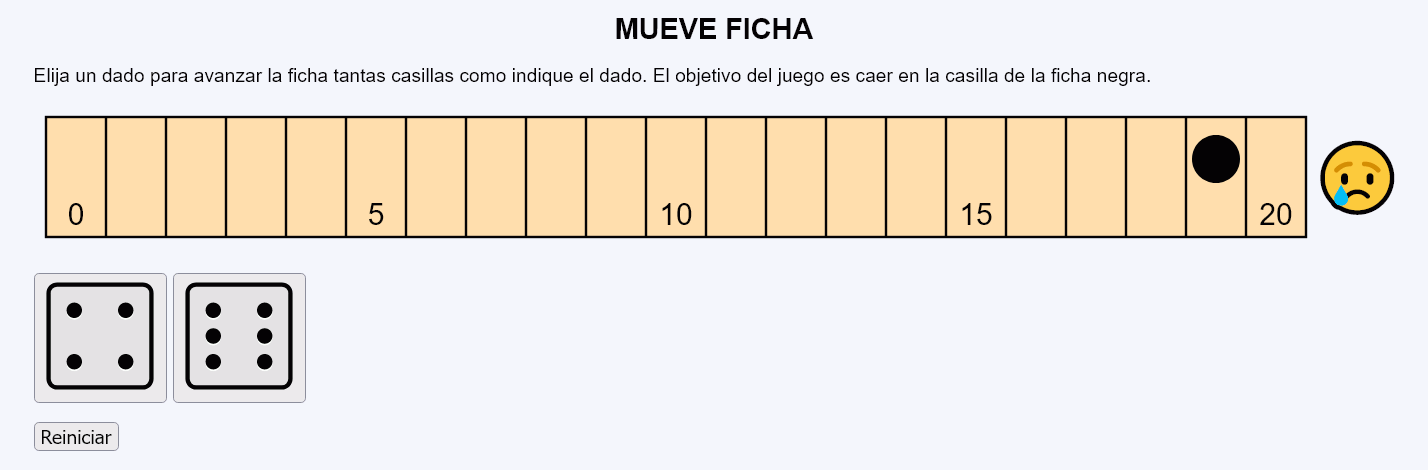 MUEVE FICHA
Elija un dado para avanzar la ficha tantas casillas como indique el dado. El objetivo del juego es caer en la casilla de la ficha negra.
0 5 10 15 20
Reiniciar